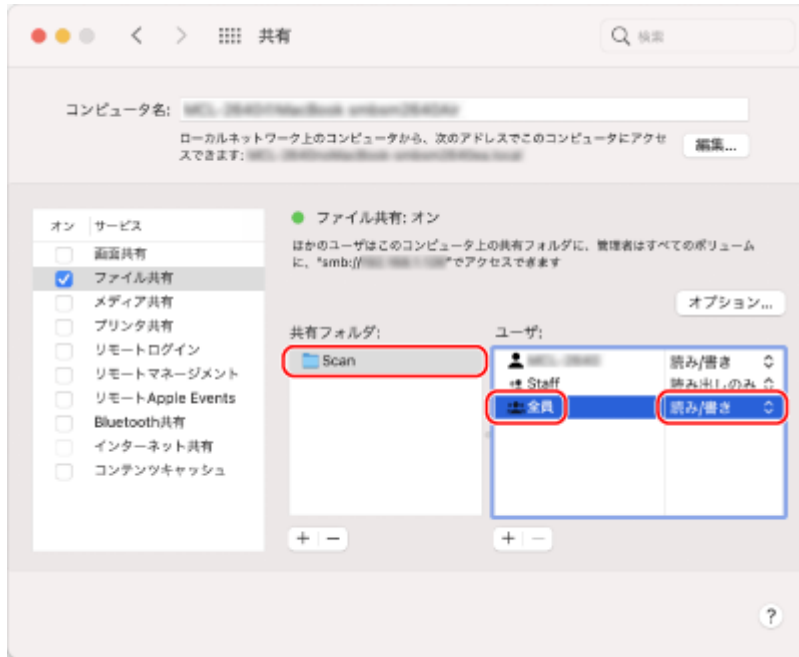 共有
検索
コンピュータ名:
ローカルネットワーク上のコンピュータから、次のアドレスでこのコンピュータにアクセ
スできます:
編集...
オン サービス
画面共有
ファイル共有
メディア共有
プリンタ共有
リモートログイン
リモートマネージメント
リモートApple Events
Bluetooth共有
インターネット共有
コンテンツキャッシュ
ファイル共有: オン
ほかのユーザはこのコンピュータ上の共有フォルダに、管理者はすべてのボリューム
に、"smb:// "でアクセスできます
オプション...
共有フォルダ:
Scan
ユーザ:
読み/書き
Staff 読み出しのみ
全員 読み/書き
+ −
+ −
?